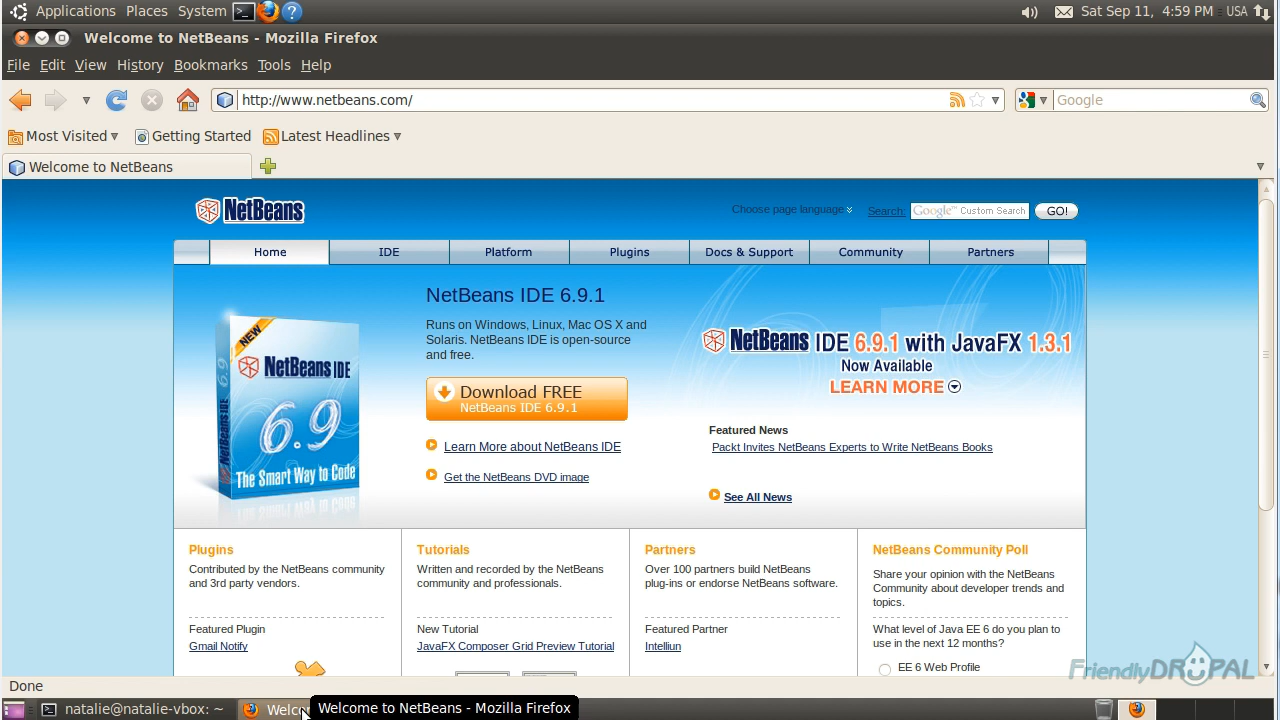 Applications Places System Sat Sep 11, 4:59 PM USA
Welcome to NetBeans - Mozilla Firefox
File Edit View History Bookmarks Tools Help
http://www.netbeans.com/ Google
Most Visited Getting Started Latest Headlines
Welcome to NetBeans
NetBeans Choose page language Search: Google Custom Search GO!
Home IDE Platform Plugins Docs & Support Community Partners
NetBeans IDE 6.9.1
Runs on Windows, Linux, Mac OS X and
Solaris. NetBeans IDE is open-source
and free.
Download FREE
NetBeans IDE 6.9.1
Learn More about NetBeans IDE
Get the NetBeans DVD image
NEW
NetBeans IDE
6.9
The Smart Way to Code
NetBeans IDE 6.9
NetBeans IDE 6.9.1 with JavaFX 1.3.1
Now Available
LEARN MORE
Featured News
Packt Invites NetBeans Experts to Write NetBeans Books
See All News
Plugins
Contributed by the NetBeans community
and 3rd party vendors.
Featured Plugin
Gmail Notify
Tutorials
Written and recorded by the NetBeans
community and professionals.
New Tutorial
JavaFX Composer Grid Preview Tutorial
Partners
Over 100 partners build NetBeans
plug-ins or endorse NetBeans software.
Featured Partner
Intelliun
NetBeans Community Poll
Share your opinion with the NetBeans
Community about developer trends and
topics.
What level of Java EE 6 do you plan to
use in the next 12 months?
EE 6 Web Profile
FriendlyDRUPAL
Done
natalie@natalie-vbox: ~ Welco
Welcome to NetBeans - Mozilla Firefox